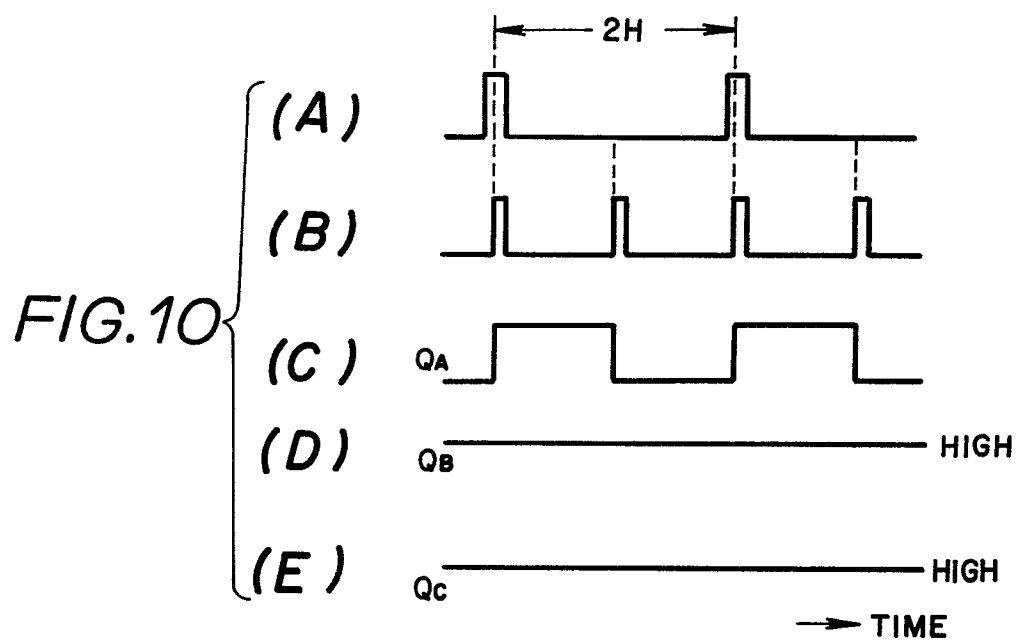 2H
(A)
(B)
FIG.10
(C) QA
(D) QB HIGH
(E) QC HIGH
TIME